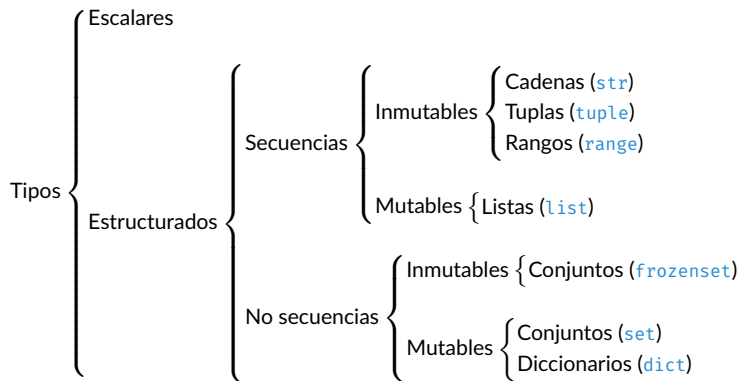 Tipos
Escalares
Estructurados
Secuencias
Inmutables
Cadenas (str)
Tuplas (tuple)
Rangos (range)
Mutables
Listas (list)
No secuencias
Inmutables
Conjuntos (frozenset)
Mutables
Conjuntos (set)
Diccionarios (dict)